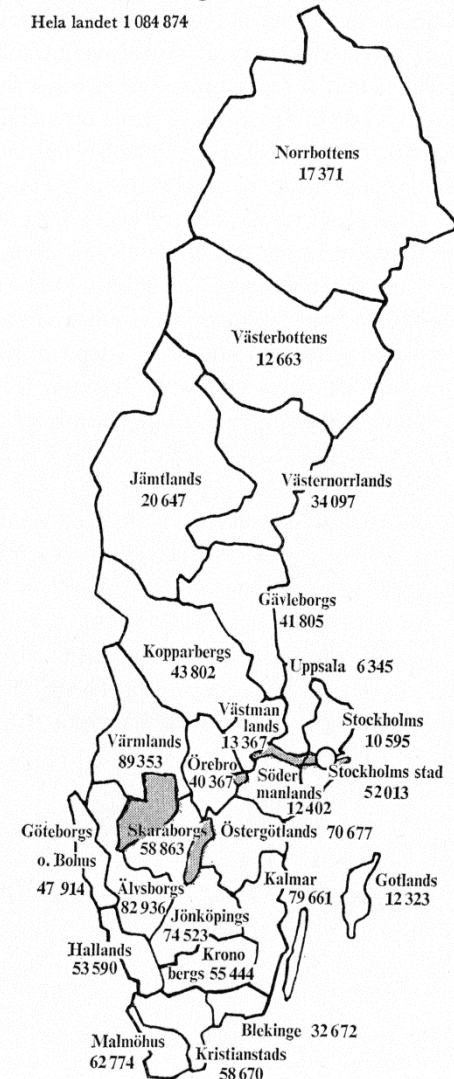 Hela landet 1 084 874
Norrbottens
17 371
Västerbottens
12 663
Jämtlands
20 647
Västernorrlands
34 097
Gävleborgs
41 805
Kopparbergs
43 802
Uppsala 6 345
Västman
lands
13 367
Stockholms
10 595
Värmlands
89 353
Örebro
40 367
Söder
manlands
12 402
Stockholms stad
52 013
Göteborgs
o. Bohus
47 914
Skaraborgs
58 863
Östergötlands 70 677
Älvsborgs
82 936
Kalmar
79 661
Gotlands
12 323
Jönköpings
74 523
Hallands
53 590
Krono
bergs 55 444
Blekinge 32 672
Malmöhus
62 774
Kristianstads
58 670